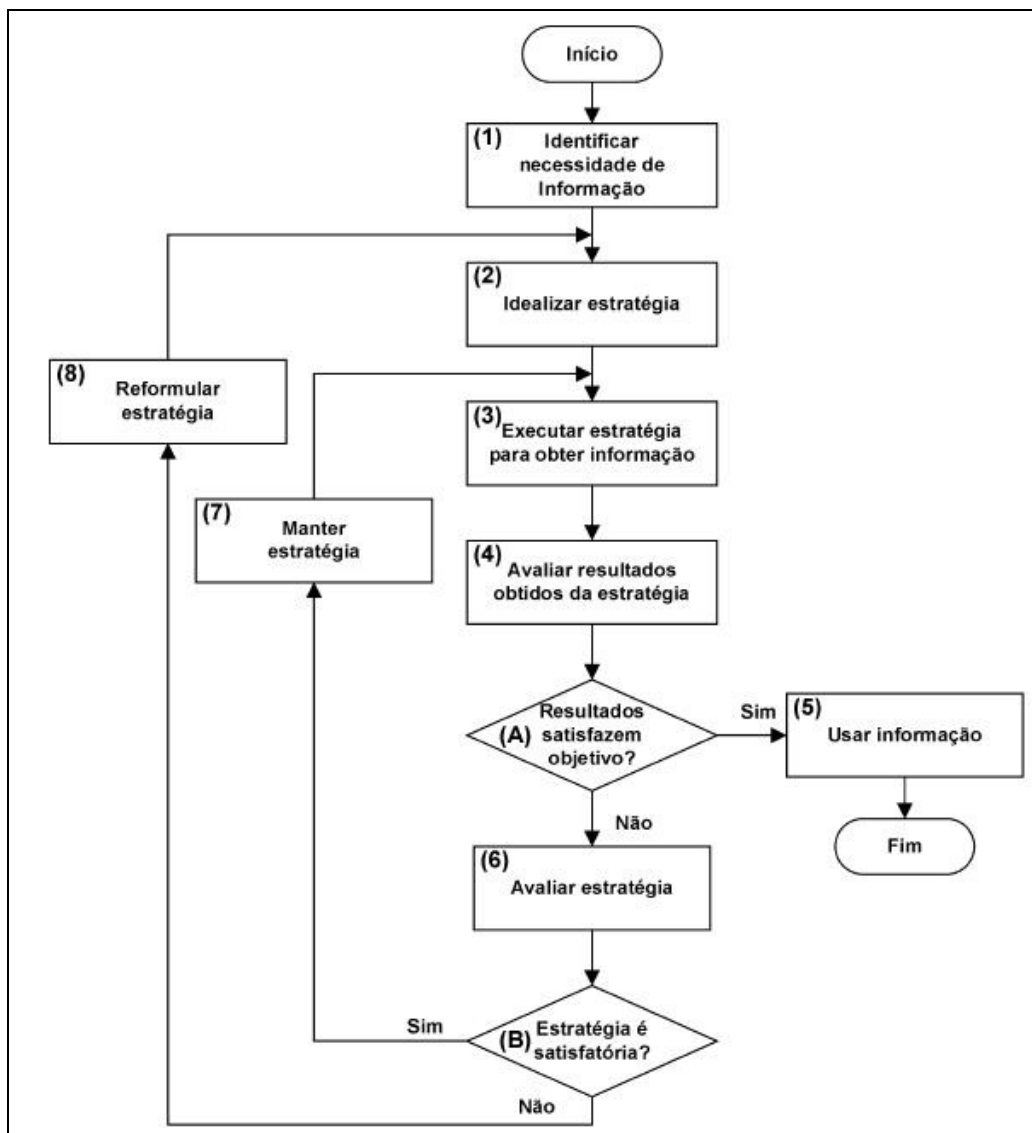 Início
(1)
Identificar
necessidade de
Informação
(2)
Idealizar estratégia
(8)
Reformular
estratégia
(3)
Executar estratégia
para obter informação
(7)
Manter
estratégia
(4)
Avaliar resultados
obtidos da estratégia
(A)
Resultados
satisfazem
objetivo?
Sim
(5)
Usar informação
Não
Fim
(6)
Avaliar estratégia
Sim
(B)
Estratégia é
satisfatória?
Não